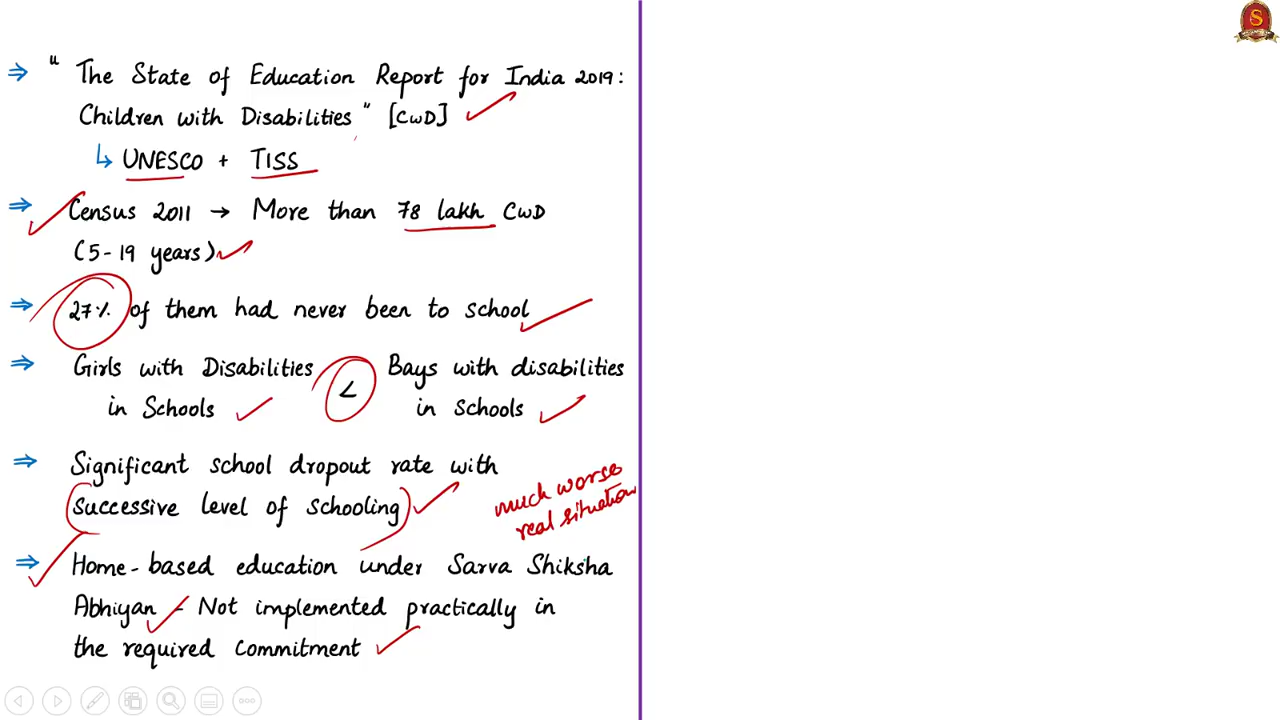 ⇒ " The State of Education Report for India 2019:
Children with Disabilities " [CwD]
↳ UNESCO + TISS
⇒ Census 2011 → More than 78 lakh CwD
(5-19 years)
⇒ 27% of them had never been to school
⇒ Girls with Disabilities < Bays with disabilities
in Schools in schools
⇒ Significant school dropout rate with
(successive level of schooling)
much worse
real situation
⇒ Home-based education under Sarva Shiksha
Abhiyan - Not implemented practically in
the required commitment
S